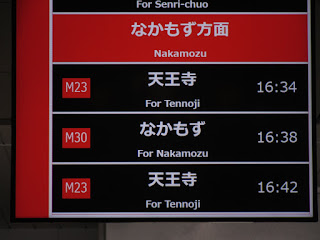 For Senri-chuo
なかもず方面
Nakamozu
M23 天王寺 16:34
For Tennoji
M30 なかもず 16:38
For Nakamozu
M23 天王寺 16:42
For Tennoji